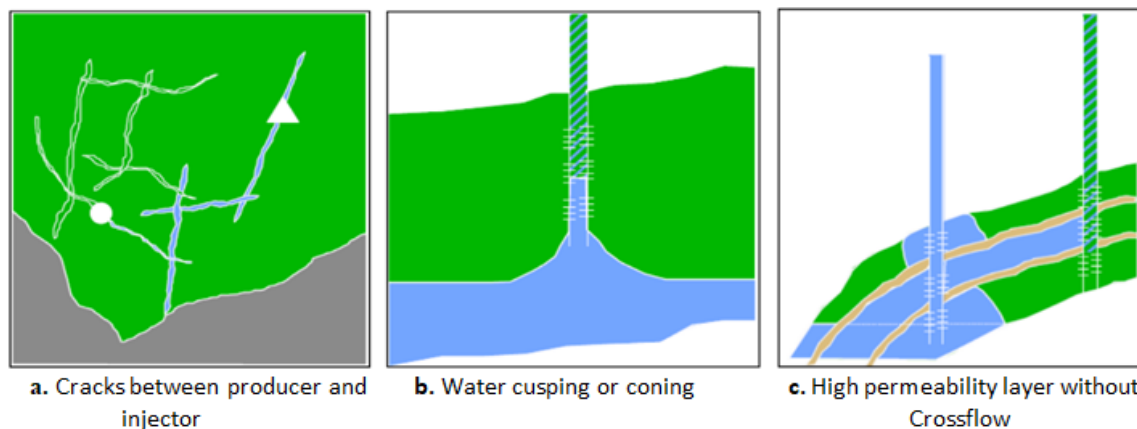 a. Cracks between producer and
injector
b. Water cusping or coning
c. High permeability layer without
Crossflow